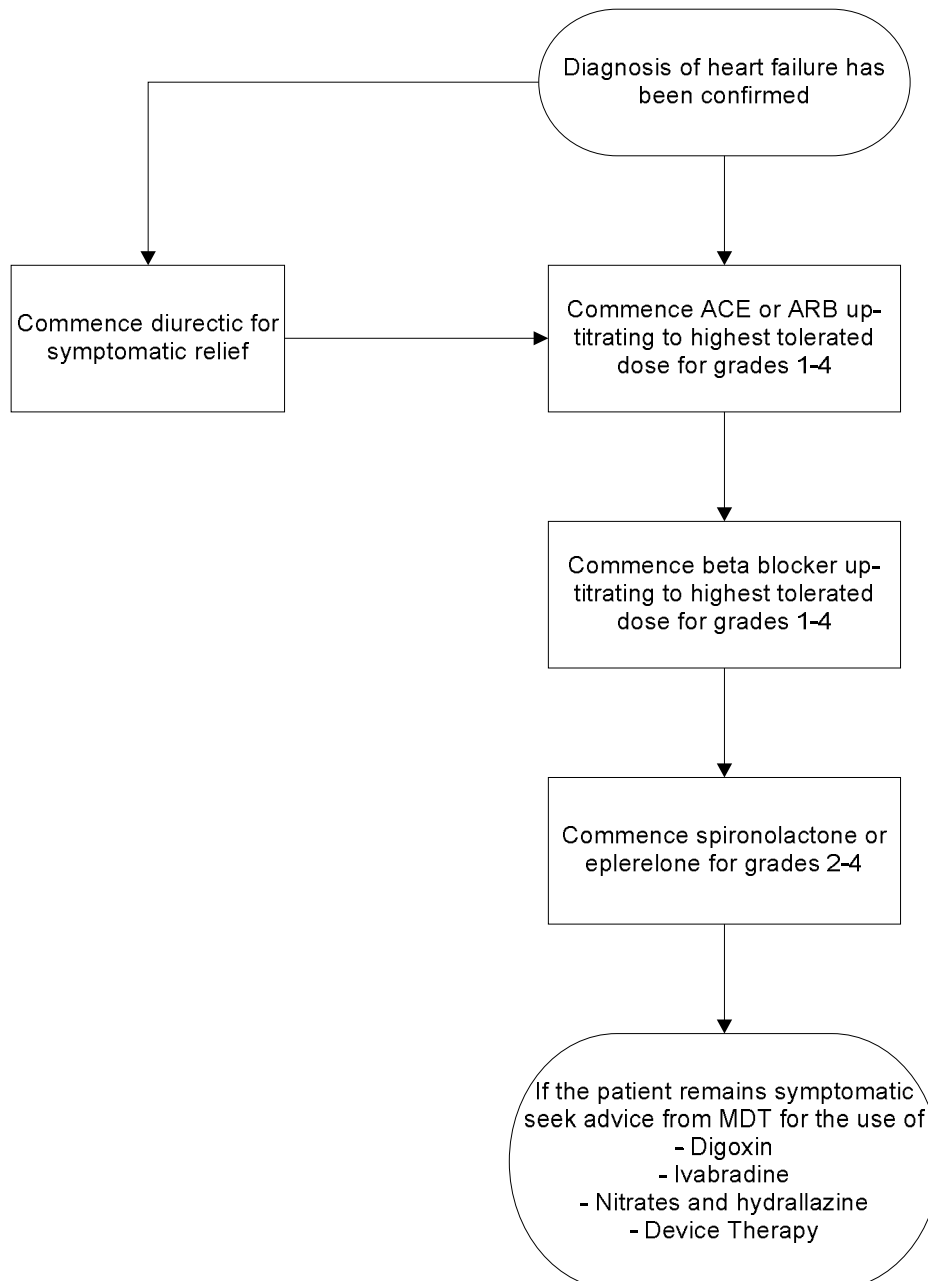 Diagnosis of heart failure has
been confirmed
Commence diurectic for
symptomatic relief
Commence ACE or ARB up-
titrating to highest tolerated
dose for grades 1-4
Commence beta blocker up-
titrating to highest tolerated
dose for grades 1-4
Commence spironolactone or
eplerelone for grades 2-4
If the patient remains symptomatic
seek advice from MDT for the use of
- Digoxin
- Ivabradine
- Nitrates and hydrallazine
- Device Therapy